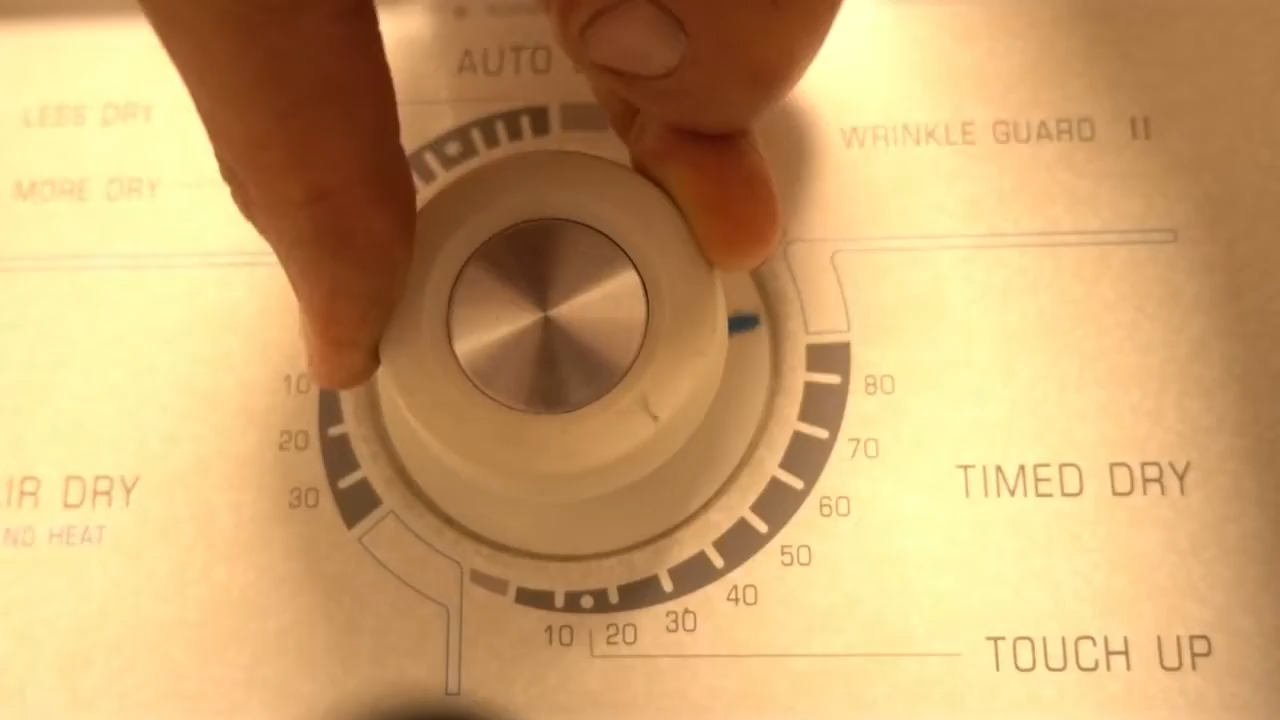 AUTO
LESS DRY
WRINKLE GUARD II
MORE DRY
10
20
30
IR DRY
NO HEAT
80
70
60
50
40
30
20
10
TIMED DRY
TOUCH UP